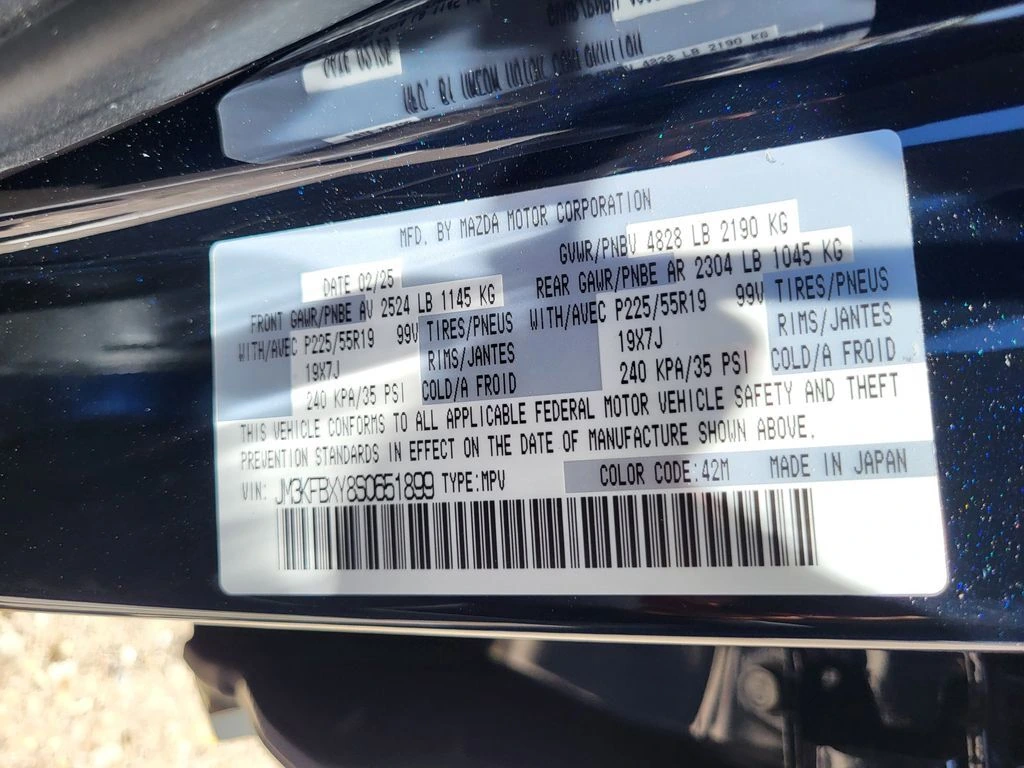 4828 LB 2190 KG
MFD. BY MAZDA MOTOR CORPORATION
DATE 02/25 GVWR/PNBV 4828 LB 2190 KG
FRONT GAWR/PNBE AV 2524 LB 1145 KG REAR GAWR/PNBE AR 2304 LB 1045 KG
WITH/AVEC P225/55R19 99V TIRES/PNEUS WITH/AVEC P225/55R19 99V TIRES/PNEUS
19X7J RIMS/JANTES 19X7J RIMS/JANTES
240 KPA/35 PSI COLD/A FROID 240 KPA/35 PSI COLD/A FROID
THIS VEHICLE CONFORMS TO ALL APPLICABLE FEDERAL MOTOR VEHICLE SAFETY AND THEFT
PREVENTION STANDARDS IN EFFECT ON THE DATE OF MANUFACTURE SHOWN ABOVE.
VIN: JM3KFBXY8S0651899 TYPE:MPV COLOR CODE:42M MADE IN JAPAN